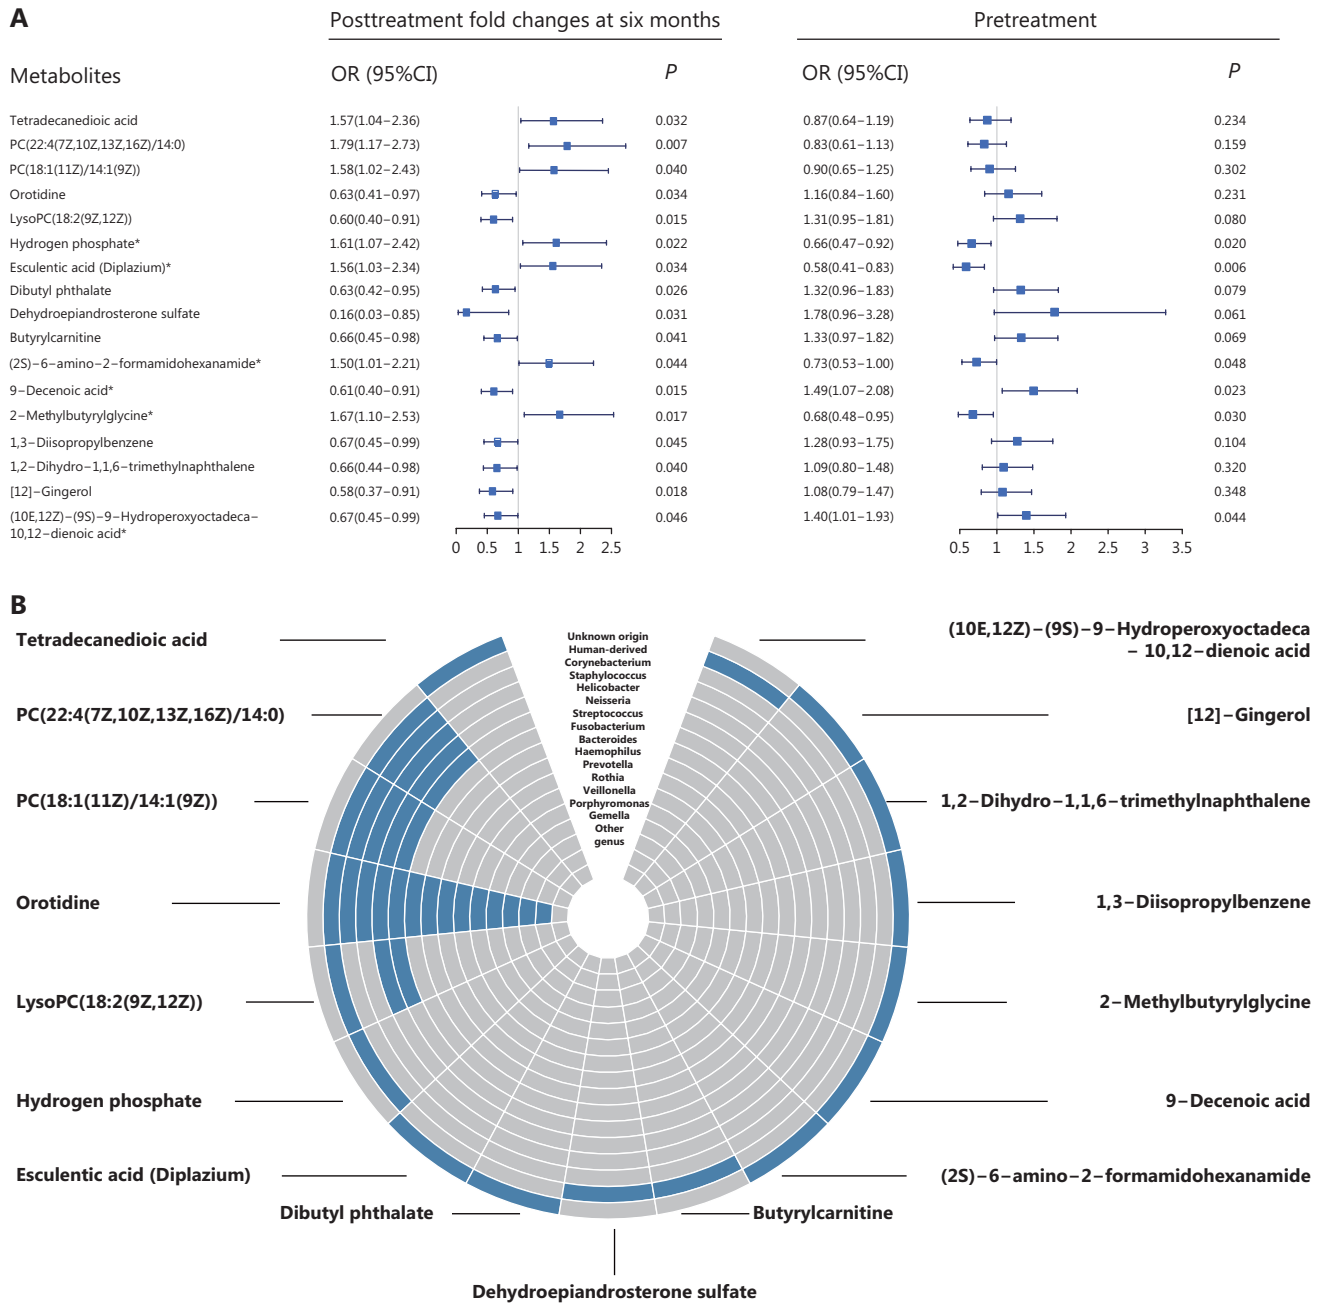 A
Posttreatment fold changes at six months
Pretreatment
Metabolites OR (95%CI) P OR (95%CI) P
Tetradecanedioic acid 1.57(1.04−2.36) 0.032 0.87(0.64−1.19) 0.234
PC(22:4(7Z,10Z,13Z,16Z)/14:0) 1.79(1.17−2.73) 0.007 0.83(0.61−1.13) 0.159
PC(18:1(11Z)/14:1(9Z)) 1.58(1.02−2.43) 0.040 0.90(0.65−1.25) 0.302
Orotidine 0.63(0.41−0.97) 0.034 1.16(0.84−1.60) 0.231
LysoPC(18:2(9Z,12Z)) 0.60(0.40−0.91) 0.015 1.31(0.95−1.81) 0.080
Hydrogen phosphate* 1.61(1.07−2.42) 0.022 0.66(0.47−0.92) 0.020
Esculentic acid (Diplazium)* 1.56(1.03−2.34) 0.034 0.58(0.41−0.83) 0.006
Dibutyl phthalate 0.63(0.42−0.95) 0.026 1.32(0.96−1.83) 0.079
Dehydroepiandrosterone sulfate 0.16(0.03−0.85) 0.031 1.78(0.96−3.28) 0.061
Butyrylcarnitine 0.66(0.45−0.98) 0.041 1.33(0.97−1.82) 0.069
(2S)−6−amino−2−formamidohexanamide* 1.50(1.01−2.21) 0.044 0.73(0.53−1.00) 0.048
9−Decenoic acid* 0.61(0.40−0.91) 0.015 1.49(1.07−2.08) 0.023
2−Methylbutyrylglycine* 1.67(1.10−2.53) 0.017 0.68(0.48−0.95) 0.030
1,3−Diisopropylbenzene 0.67(0.45−0.99) 0.045 1.28(0.93−1.75) 0.104
1,2−Dihydro−1,1,6−trimethylnaphthalene 0.66(0.44−0.98) 0.040 1.09(0.80−1.48) 0.320
[12]−Gingerol 0.58(0.37−0.91) 0.018 1.08(0.79−1.47) 0.348
(10E,12Z)−(9S)−9−Hydroperoxyoctadeca− 0.67(0.45−0.99) 0.046 1.40(1.01−1.93) 0.044
10,12−dienoic acid*
0 0.5 1 1.5 2 2.5 0.5 1 1.5 2 2.5 3 3.5
B
Tetradecanedioic acid
PC(22:4(7Z,10Z,13Z,16Z)/14:0)
PC(18:1(11Z)/14:1(9Z))
Orotidine
LysoPC(18:2(9Z,12Z))
Hydrogen phosphate
Esculentic acid (Diplazium)
Dibutyl phthalate
Dehydroepiandrosterone sulfate
Unknown origin
Human-derived
Corynebacterium
Staphylococcus
Helicobacter
Neisseria
Streptococcus
Fusobacterium
Bacteroides
Haemophilus
Prevotella
Rothia
Veillonella
Porphyromonas
Gemella
Other
genus
(10E,12Z)−(9S)−9−Hydroperoxyoctadeca
− 10,12−dienoic acid
[12]−Gingerol
1,2−Dihydro−1,1,6−trimethylnaphthalene
1,3−Diisopropylbenzene
2−Methylbutyrylglycine
9−Decenoic acid
(2S)−6−amino−2−formamidohexanamide
Butyrylcarnitine